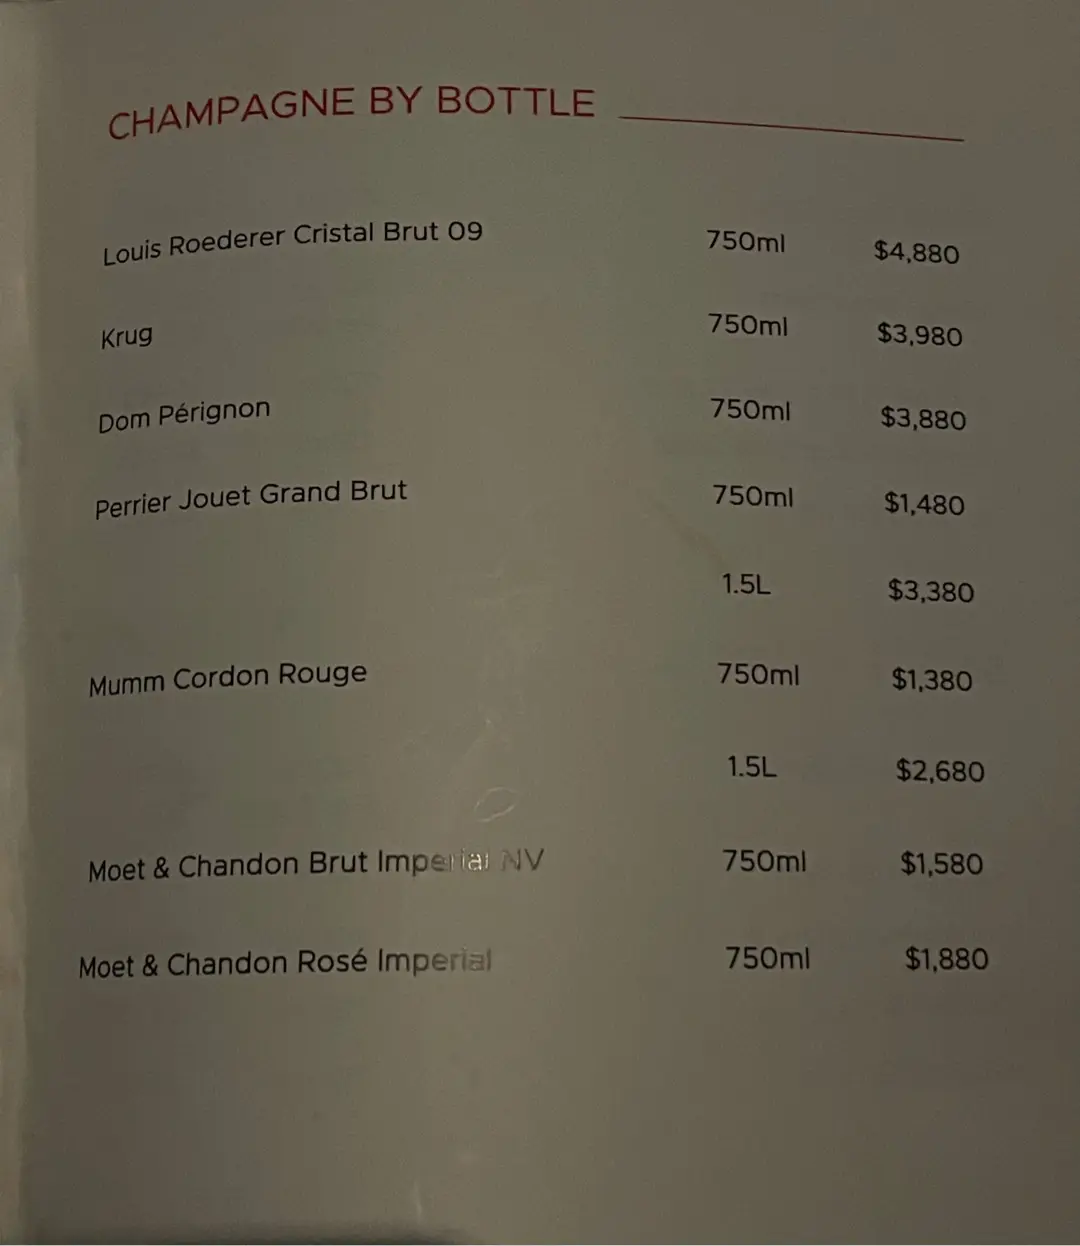 CHAMPAGNE BY BOTTLE
Louis Roederer Cristal Brut 09 750ml $4,880
Krug 750ml $3,980
Dom Pérignon 750ml $3,880
Perrier Jouet Grand Brut 750ml $1,480
1.5L $3,380
Mumm Cordon Rouge 750ml $1,380
1.5L $2,680
Moet & Chandon Brut Imperial NV 750ml $1,580
Moet & Chandon Rosé Imperial 750ml $1,880